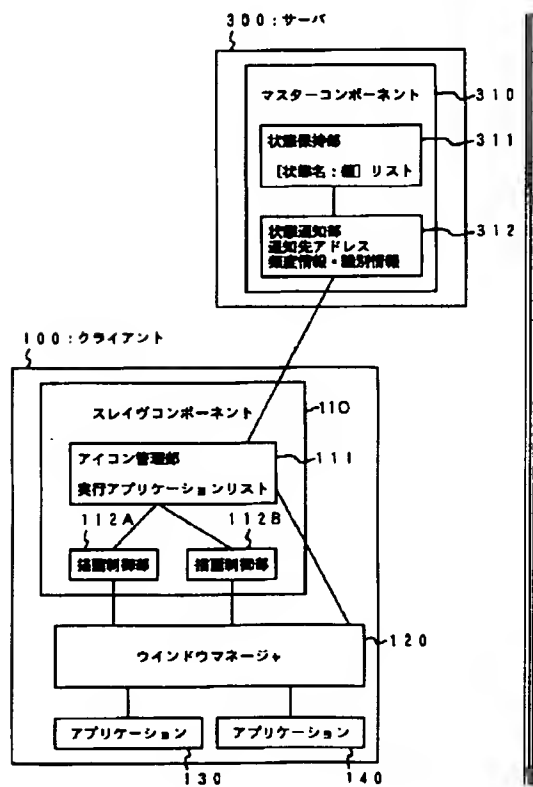 300:サーバ
マスターコンポーネント
310
状態保持部
311
[状態名:値]リスト
状態通知部
312
通知先アドレス
頻度情報・識別情報
100:クライアント
スレイヴコンポーネント
110
アイコン管理部
111
実行アプリケーションリスト
112A
112B
描画制御部
描画制御部
120
ウインドウマネージャ
アプリケーション
アプリケーション
130
140